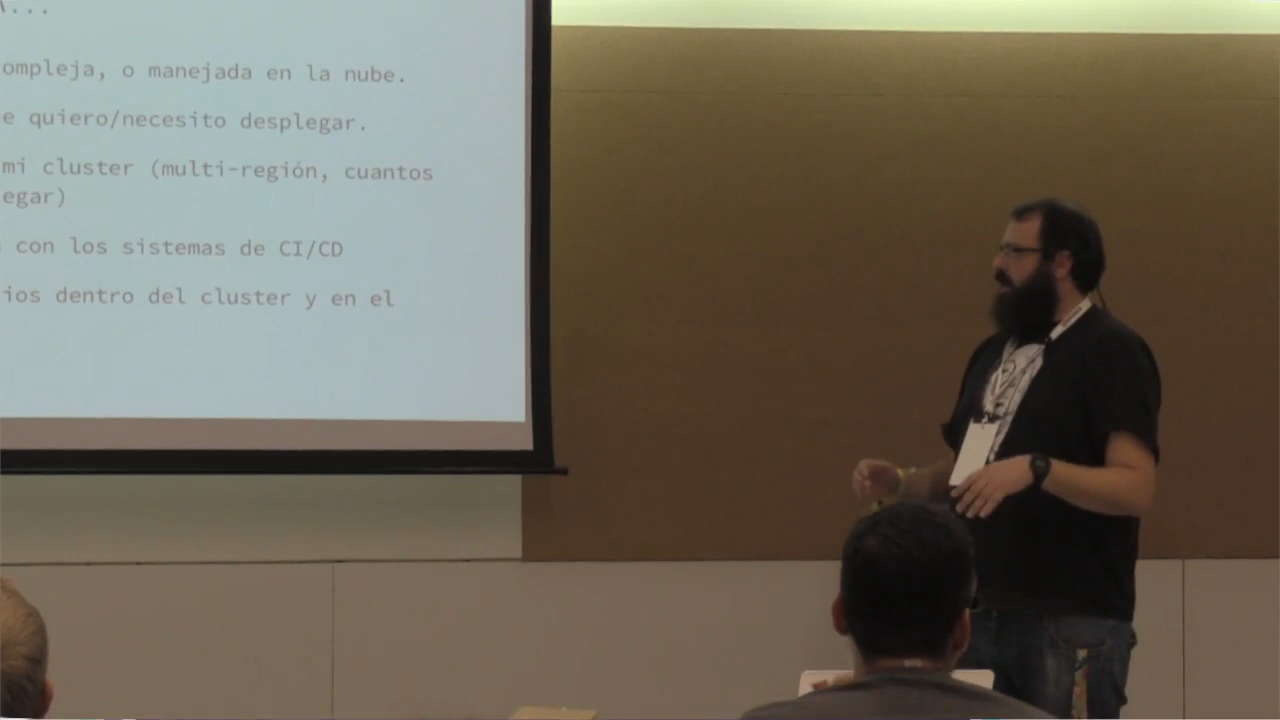 ...
ompleja, o manejada en la nube.
e quiero/necesito desplegar.
mi cluster (multi-región, cuantos
egar)
con los sistemas de CI/CD
ios dentro del cluster y en el